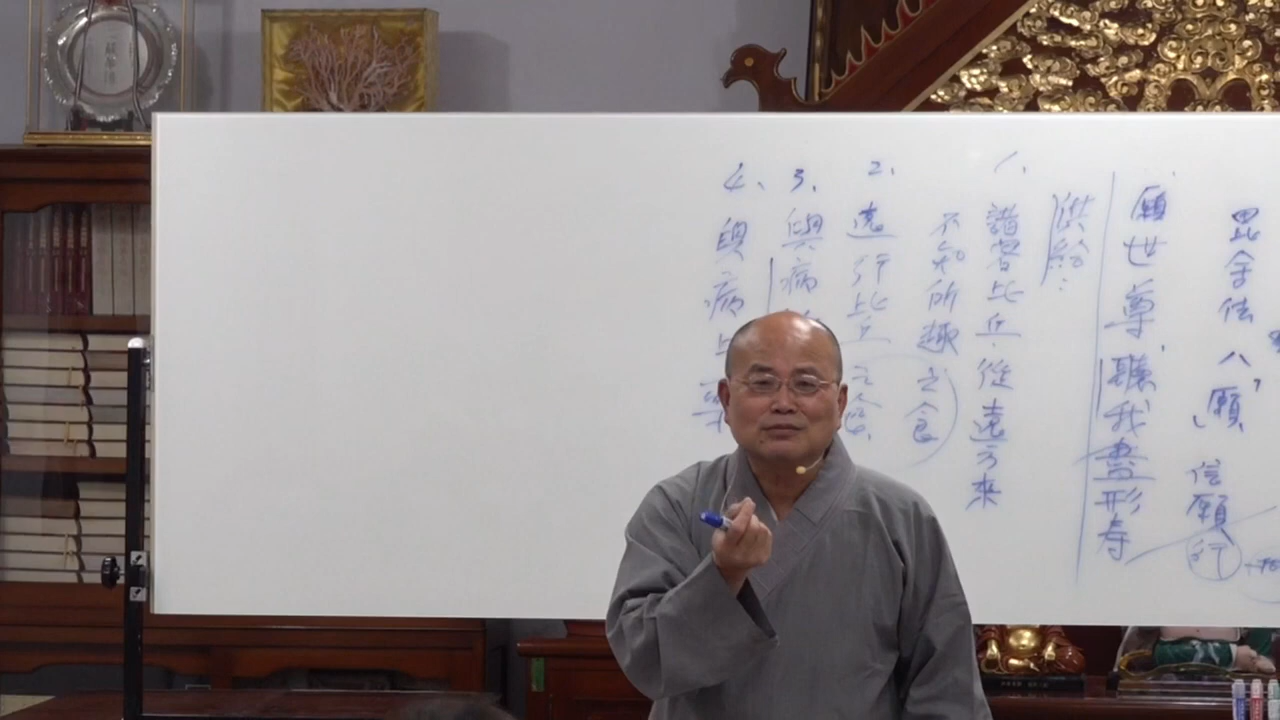 毘舍佉八「願」
信願行
願世尊,聽我盡形寿
供給:
1. 諸客比丘,從遠方來
不知所趣之食
2. 遠行比丘之食
3. 與病
4. 與病